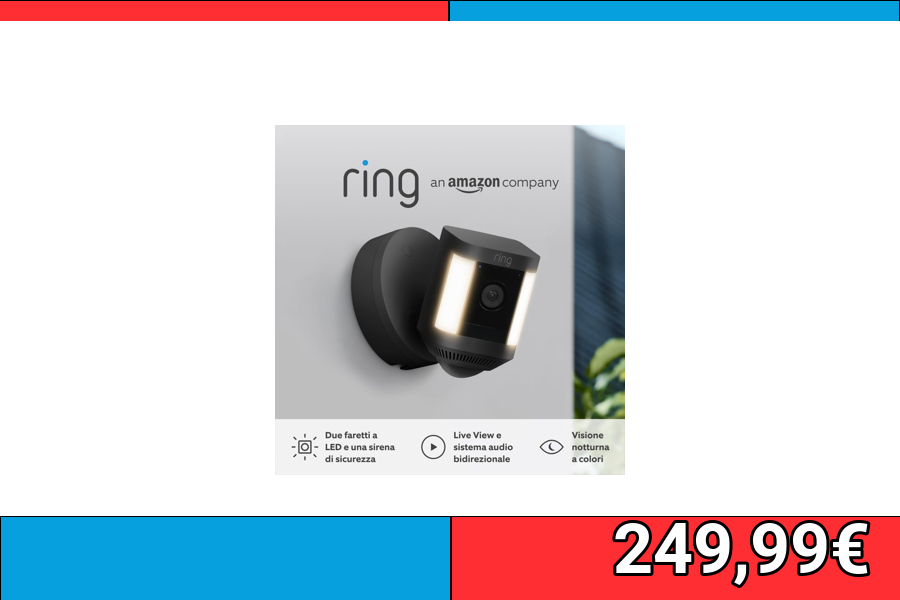 ring an amazon company
ring
Due faretti a
LED e una sirena
di sicurezza
Live View e
sistema audio
bidirezionale
Visione
notturna
a colori
249,99€